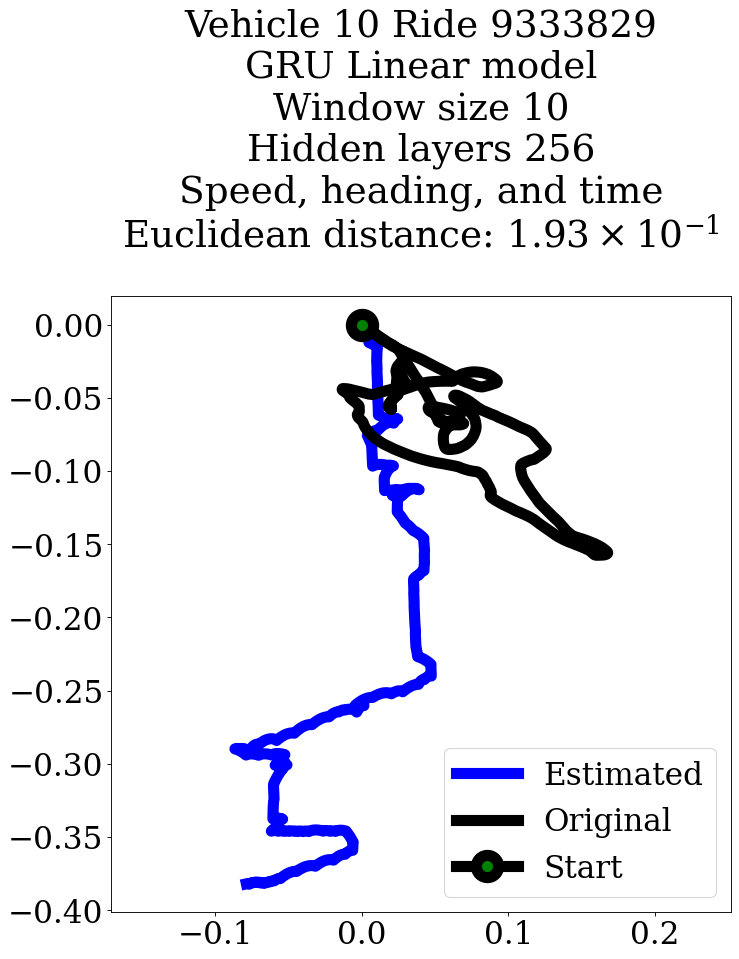 Vehicle 10 Ride 9333829
GRU Linear model
Window size 10
Hidden layers 256
Speed, heading, and time
Euclidean distance: 1.93 × 10⁻¹
0.00
−0.05
−0.10
−0.15
−0.20
−0.25
−0.30
−0.35
−0.40
−0.1 0.0 0.1 0.2
Estimated
Original
Start